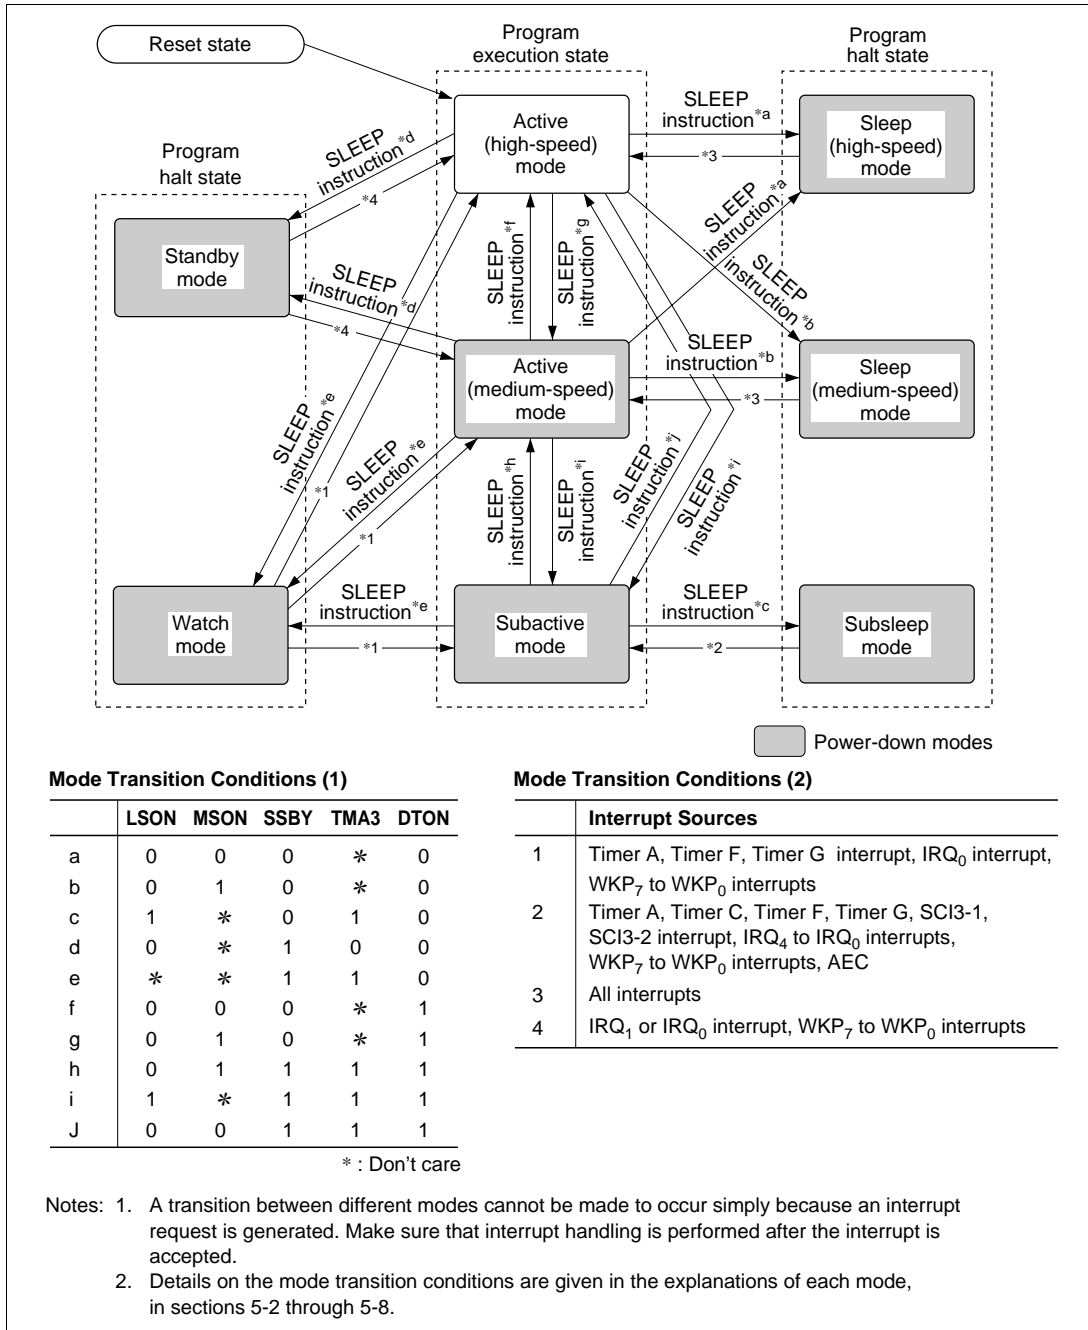 Reset state
Program
execution state
Program
halt state
Program
halt state
Active
(high-speed)
mode
SLEEP
instruction*a
*3
Sleep
(high-speed)
mode
SLEEP
instruction*d
*4
Standby
mode
SLEEP
instruction*d
*4
SLEEP
instruction*f
SLEEP
instruction*g
SLEEP
instruction*a
SLEEP
instruction*b
Active
(medium-speed)
mode
SLEEP
instruction*b
*3
Sleep
(medium-speed)
mode
SLEEP
instruction*e
*1
SLEEP
instruction*e
*1
SLEEP
instruction*h
SLEEP
instruction*i
SLEEP
instruction*j
SLEEP
instruction*i
Watch
mode
SLEEP
instruction*e
*1
Subactive
mode
SLEEP
instruction*c
*2
Subsleep
mode
Power-down modes
Mode Transition Conditions (1)
LSON MSON SSBY TMA3 DTON
a 0 0 0 * 0
b 0 1 0 * 0
c 1 * 0 1 0
d 0 * 1 0 0
e * * 1 1 0
f 0 0 0 * 1
g 0 1 0 * 1
h 0 1 1 1 1
i 1 * 1 1 1
J 0 0 1 1 1
* : Don't care
Mode Transition Conditions (2)
Interrupt Sources
1 Timer A, Timer F, Timer G interrupt, IRQ0 interrupt,
WKP7 to WKP0 interrupts
2 Timer A, Timer C, Timer F, Timer G, SCI3-1,
SCI3-2 interrupt, IRQ4 to IRQ0 interrupts,
WKP7 to WKP0 interrupts, AEC
3 All interrupts
4 IRQ1 or IRQ0 interrupt, WKP7 to WKP0 interrupts
Notes: 1. A transition between different modes cannot be made to occur simply because an interrupt
request is generated. Make sure that interrupt handling is performed after the interrupt is
accepted.
2. Details on the mode transition conditions are given in the explanations of each mode,
in sections 5-2 through 5-8.